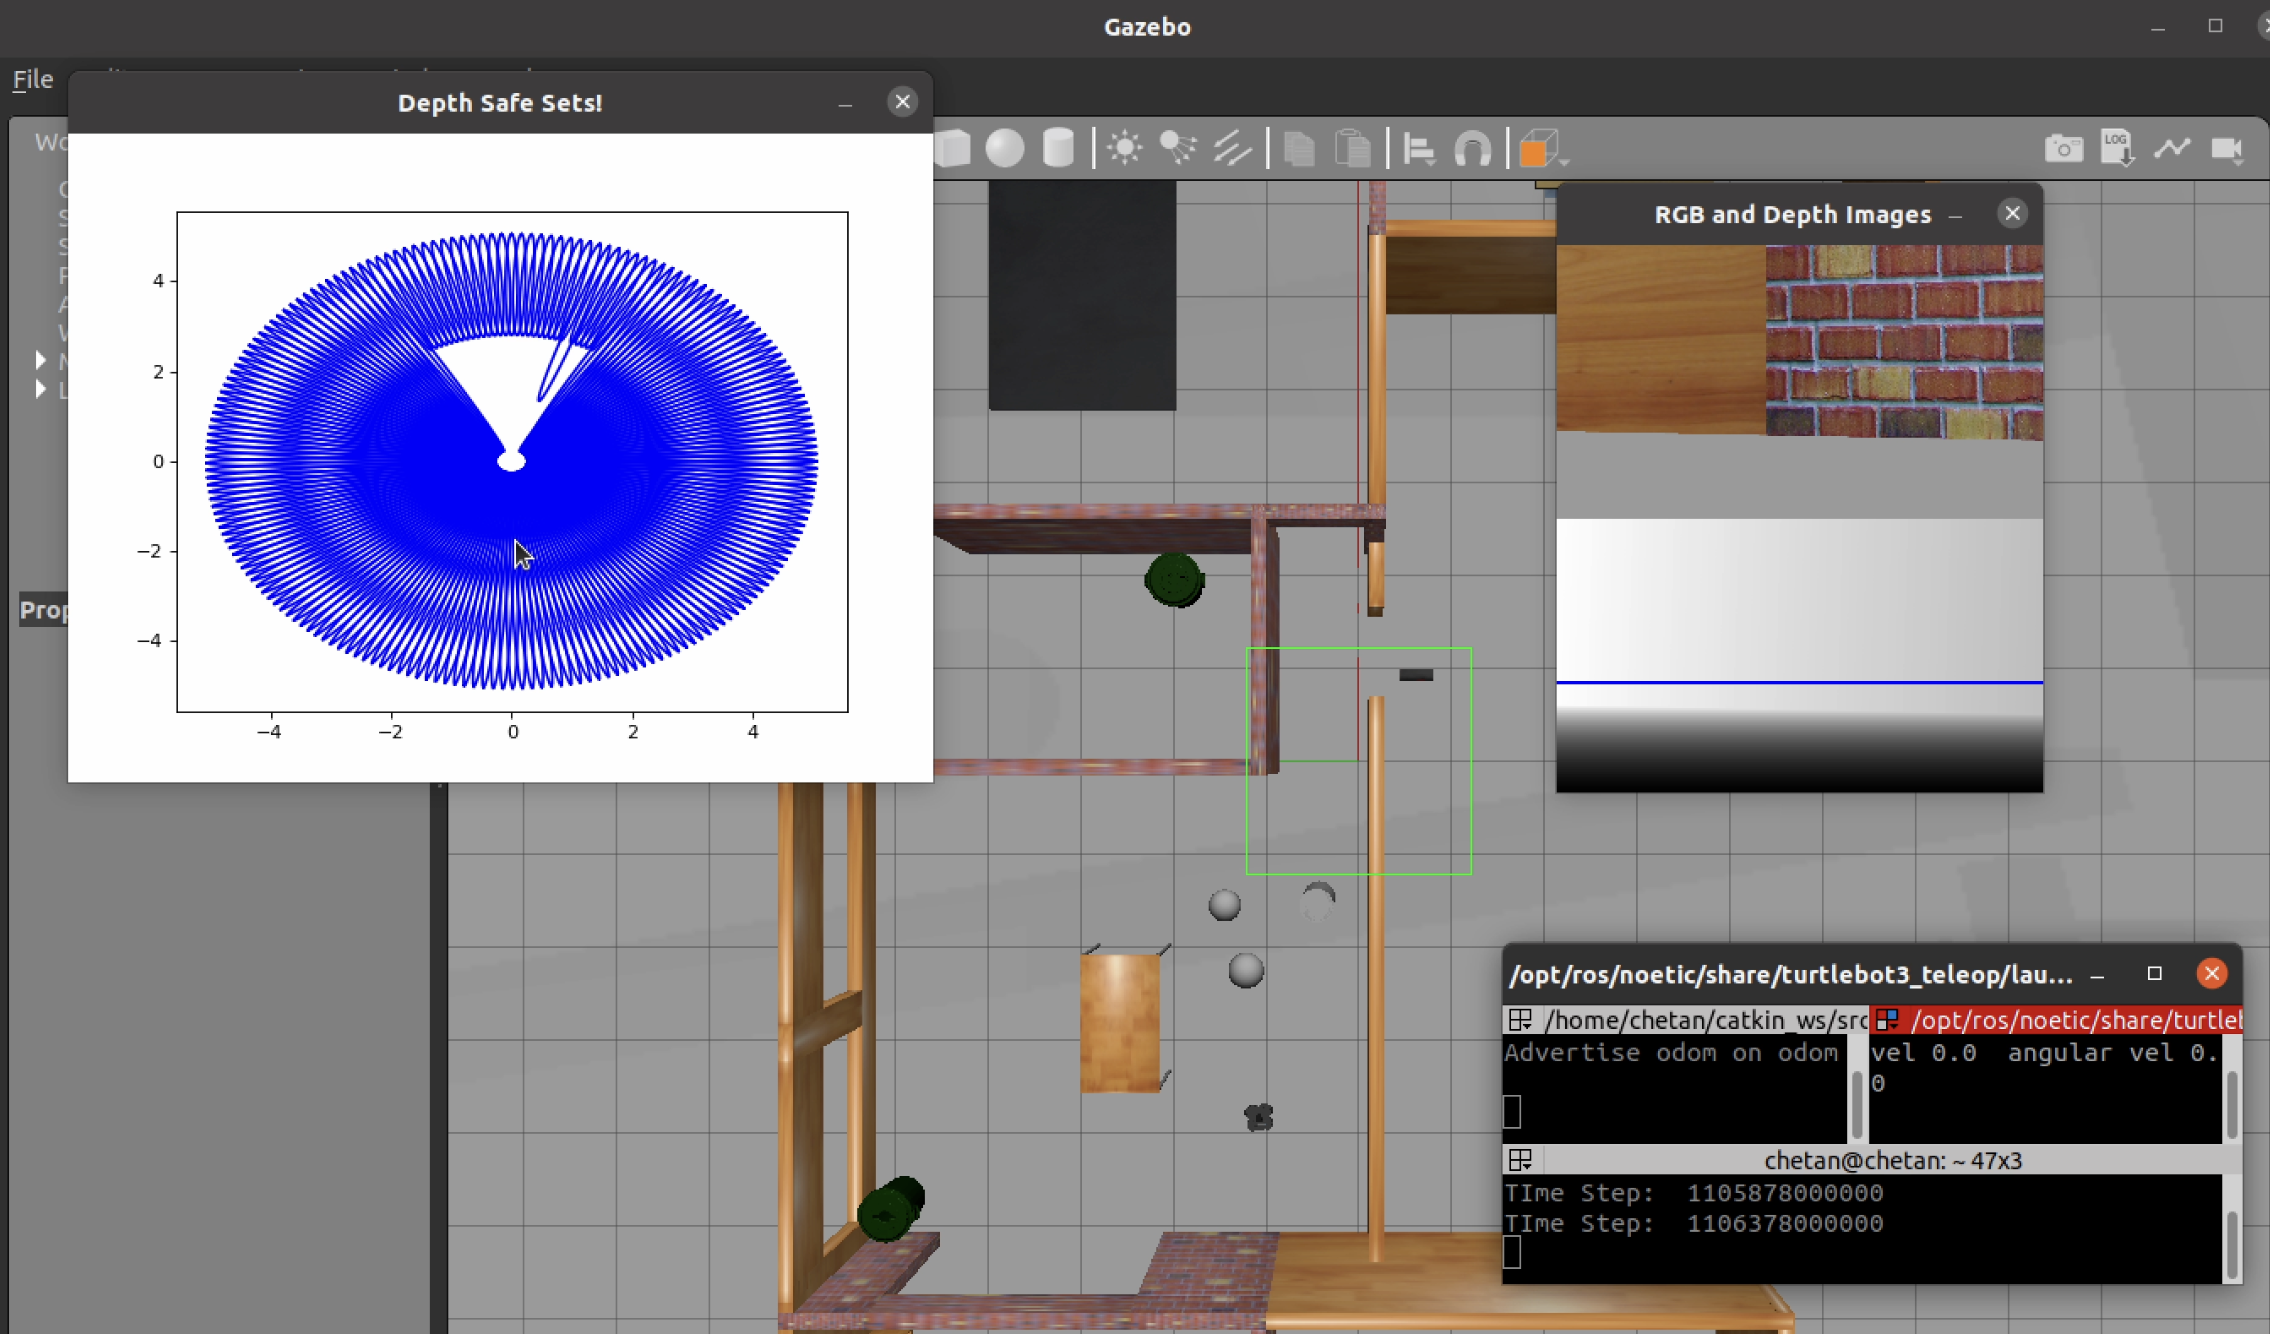 Gazebo
File
Depth Safe Sets!
4
2
0
−2
−4
−4 −2 0 2 4
Prop
LOG
RGB and Depth Images
/opt/ros/noetic/share/turtlebot3_teleop/lau...
/home/chetan/catkin_ws/src
/opt/ros/noetic/share/turtlel
Advertise odom on odom
vel 0.0 angular vel 0.
0
chetan@chetan: ~ 47x3
TIme Step: 1105878000000
TIme Step: 1106378000000